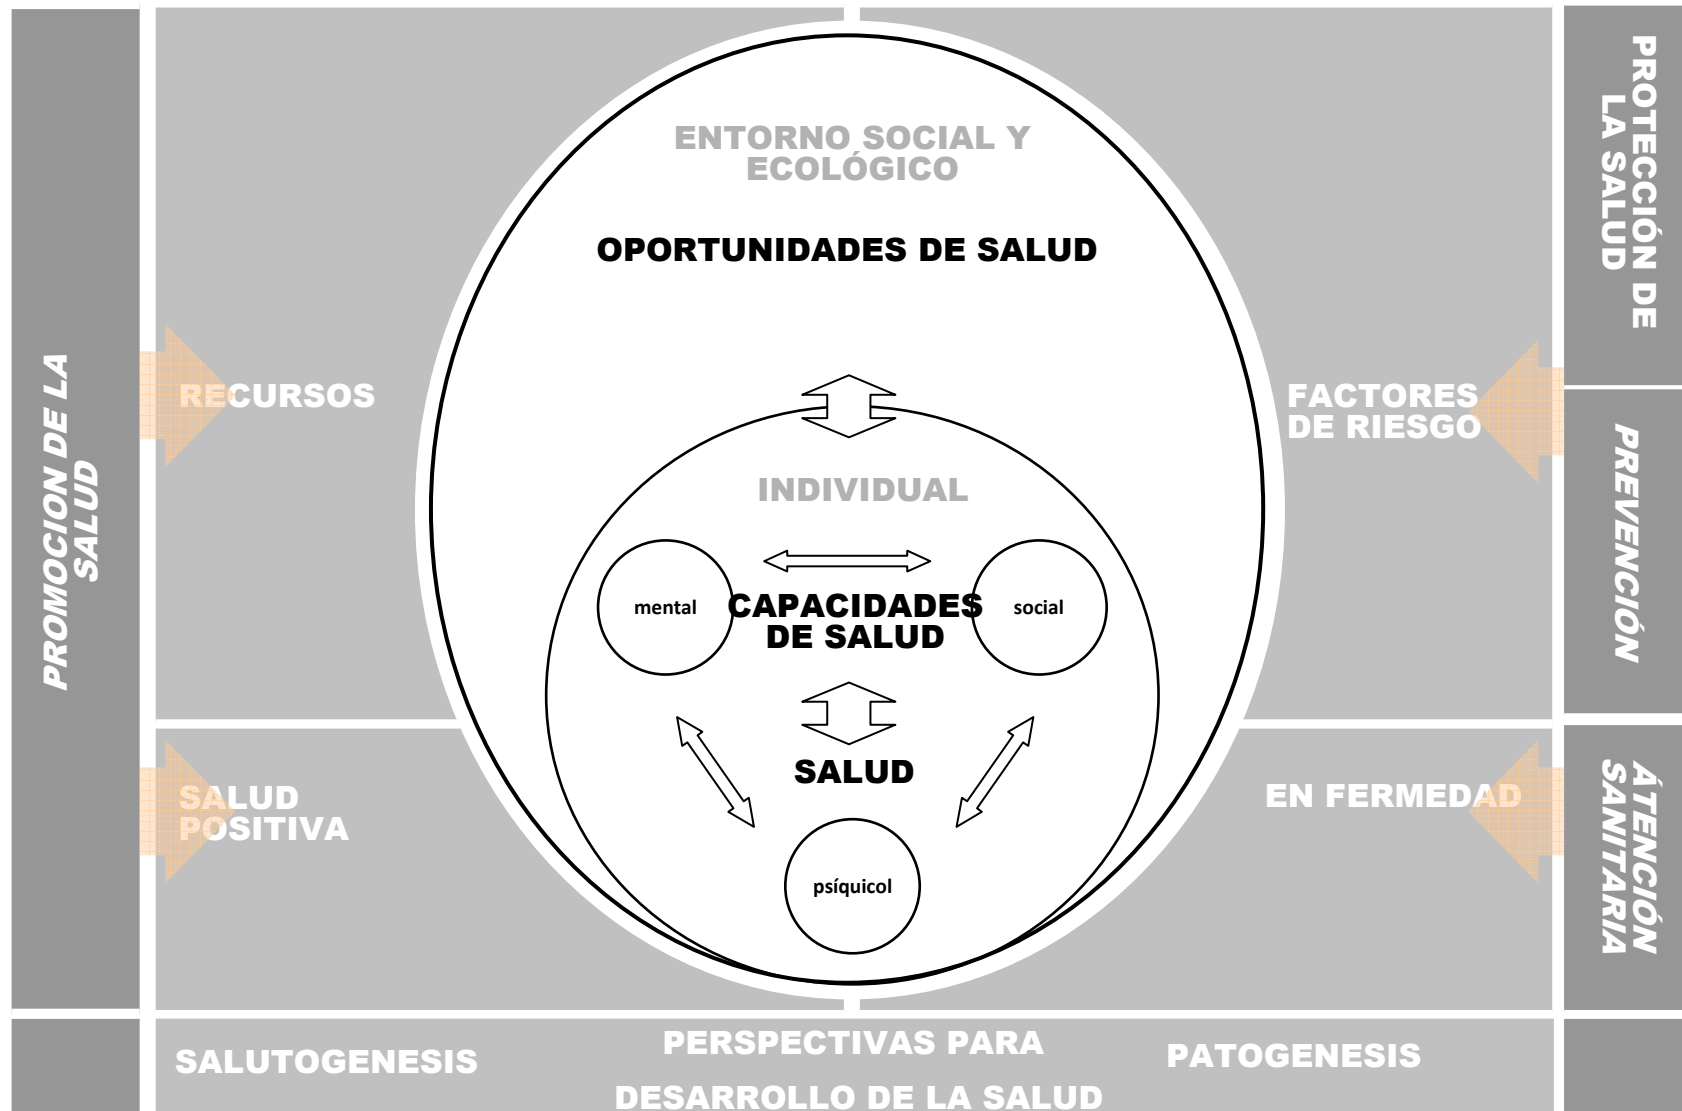 PROMOCION DE LA
SALUD
ENTORNO SOCIAL Y
ECOLÓGICO
OPORTUNIDADES DE SALUD
RECURSOS
FACTORES
DE RIESGO
INDIVIDUAL
mental
CAPACIDADES
DE SALUD
social
SALUD
SALUD
POSITIVA
EN FERMEDAD
psíquicol
PROTECCIÓN DE
LA SALUD
PREVENCIÓN
ÁTENCIÓN
SANITARIA
SALUTOGENESIS
PERSPECTIVAS PARA
DESARROLLO DE LA SALUD
PATOGENESIS